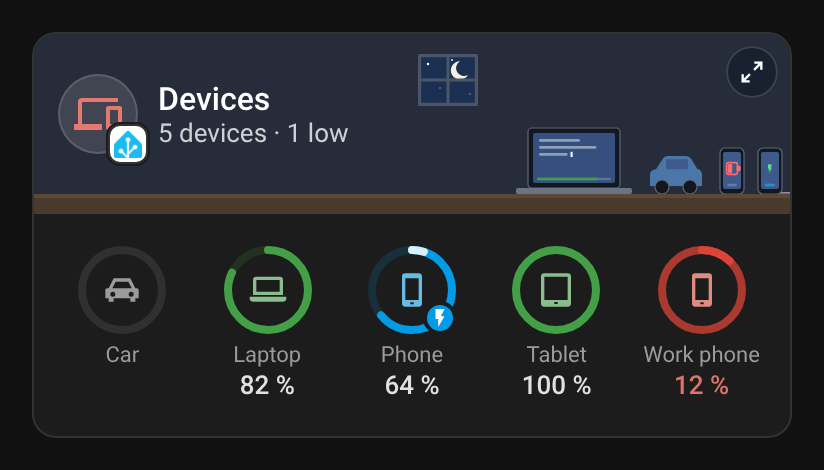 Devices
5 devices · 1 low
Car
Laptop
Phone
Tablet
Work phone
82 %
64 %
100 %
12 %